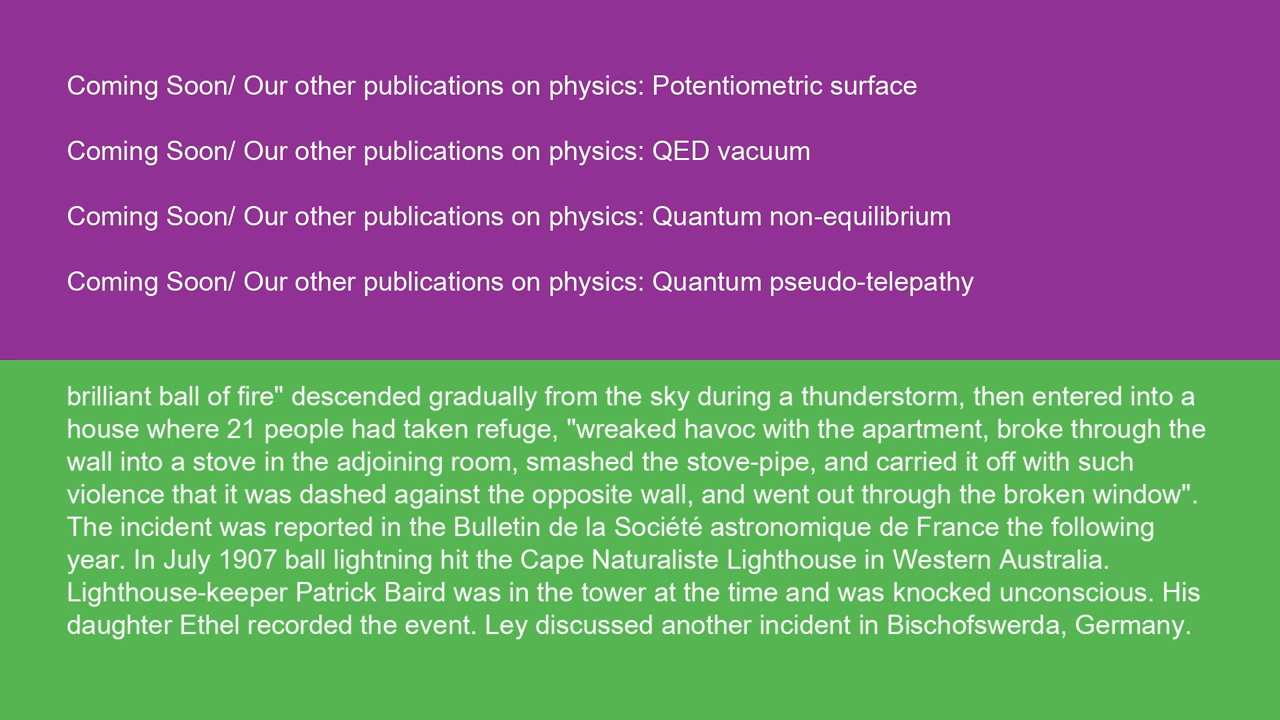 Coming Soon/ Our other publications on physics: Potentiometric surface
Coming Soon/ Our other publications on physics: QED vacuum
Coming Soon/ Our other publications on physics: Quantum non-equilibrium
Coming Soon/ Our other publications on physics: Quantum pseudo-telepathy
brilliant ball of fire" descended gradually from the sky during a thunderstorm, then entered into a
house where 21 people had taken refuge, "wreaked havoc with the apartment, broke through the
wall into a stove in the adjoining room, smashed the stove-pipe, and carried it off with such
violence that it was dashed against the opposite wall, and went out through the broken window".
The incident was reported in the Bulletin de la Société astronomique de France the following
year. In July 1907 ball lightning hit the Cape Naturaliste Lighthouse in Western Australia.
Lighthouse-keeper Patrick Baird was in the tower at the time and was knocked unconscious. His
daughter Ethel recorded the event. Ley discussed another incident in Bischofswerda, Germany.